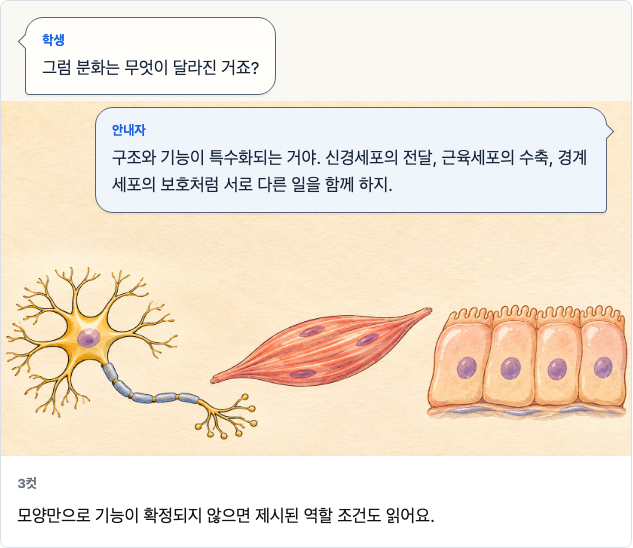 학생
그럼 분화는 무엇이 달라진 거죠?
안내자
구조와 기능이 특수화되는 거야. 신경세포의 전달, 근육세포의 수축, 경계
세포의 보호처럼 서로 다른 일을 함께 하지.
3컷
모양만으로 기능이 확정되지 않으면 제시된 역할 조건도 읽어요.